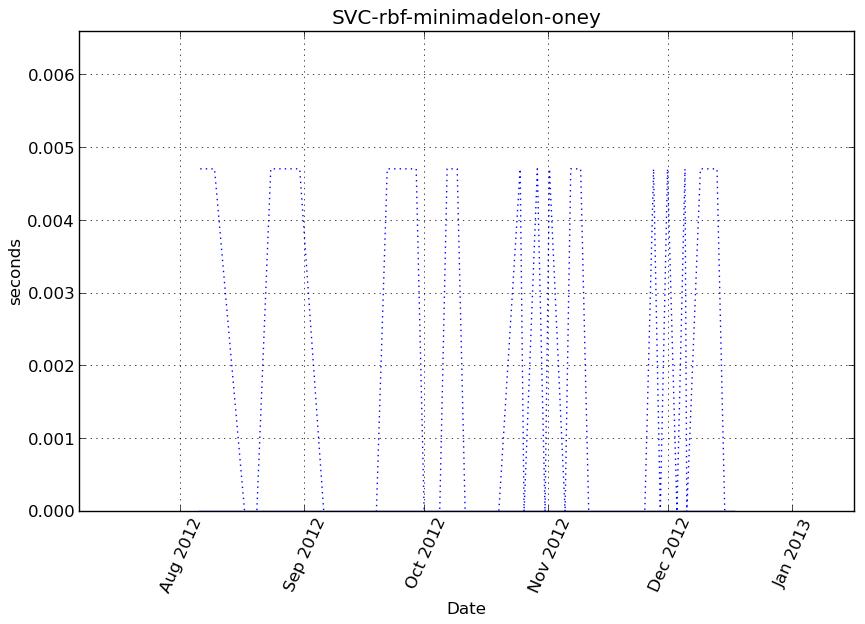 SVC-rbf-minimadelon-oney
0.006
0.005
0.004
0.003
0.002
0.001
0.000
seconds
Aug 2012
Sep 2012
Oct 2012
Nov 2012
Dec 2012
Jan 2013
Date